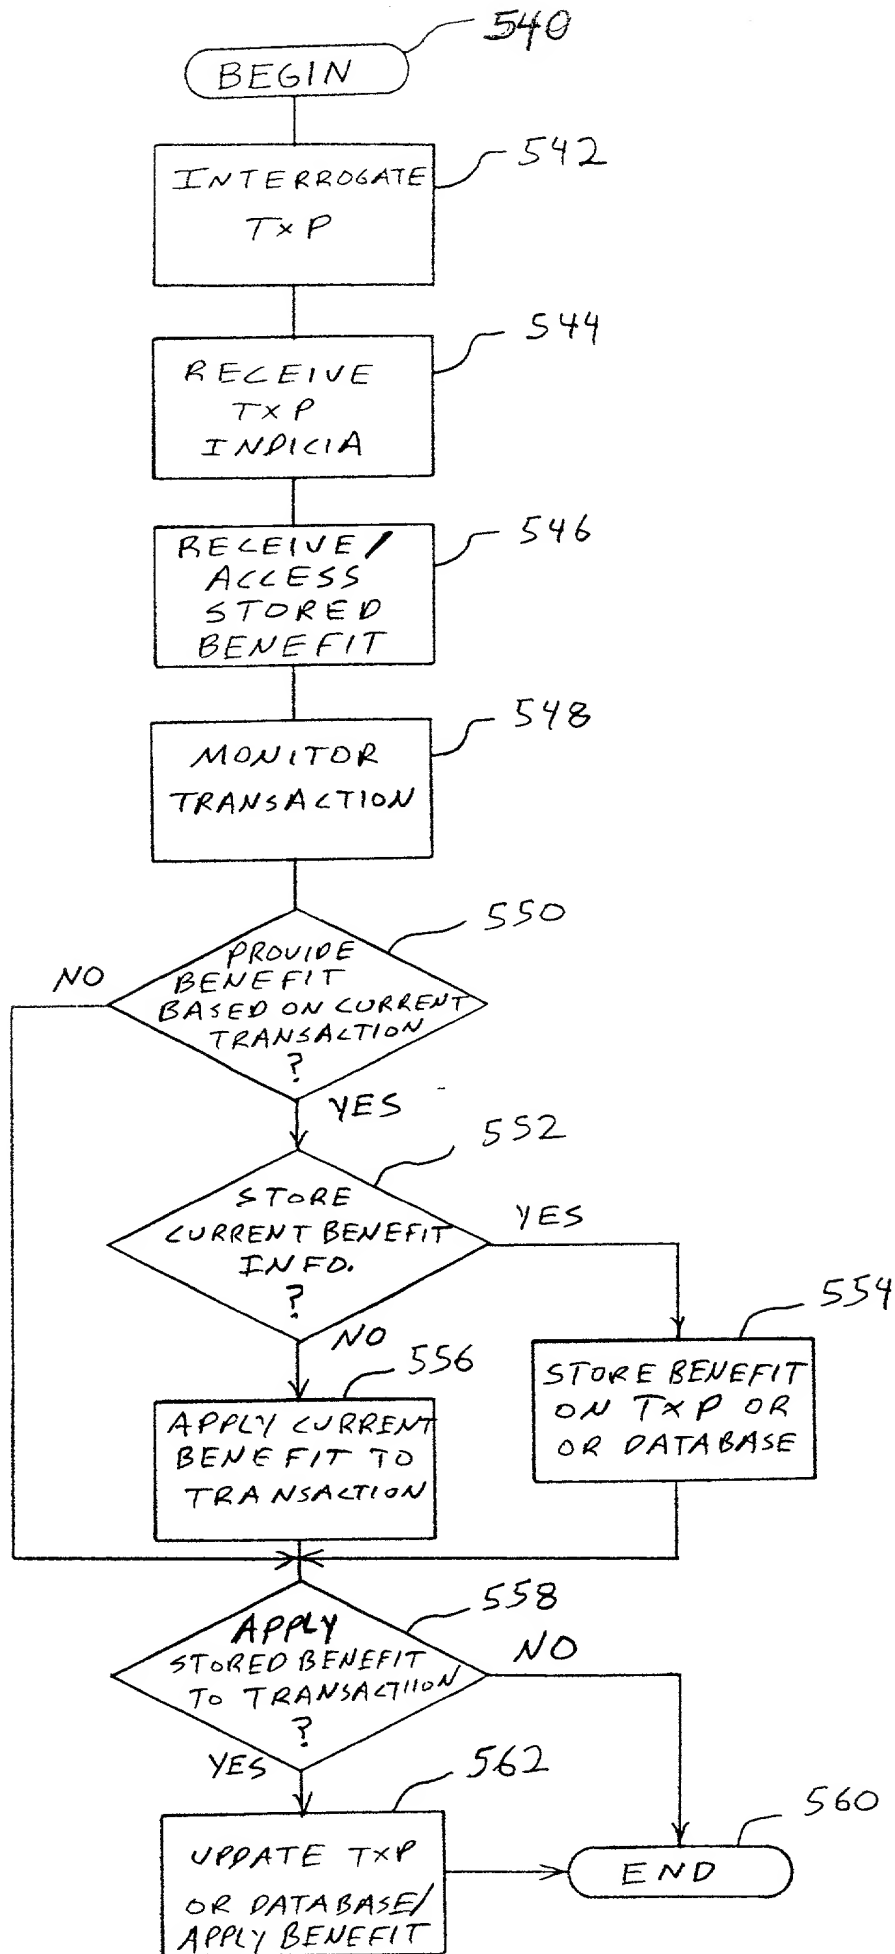 540
BEGIN
542
INTERROGATE
TXP
544
RECEIVE
TXP
INDICIA
546
RECEIVE/
ACCESS
STORED
BENEFIT
548
MONITOR
TRANSACTION
550
NO
PROVIDE
BENEFIT
BASED ON CURRENT
TRANSACTION
?
YES
552
STORE
CURRENT BENEFIT
INFO.
?
YES
NO
554
556
STORE BENEFIT
ON TXP OR
OR DATABASE
APPLY CURRENT
BENEFIT TO
TRANSACTION
558
APPLY
STORED BENEFIT
TO TRANSACTIION
?
NO
YES
562
560
UPDATE TXP
OR DATABASE/
APPLY BENEFIT
END